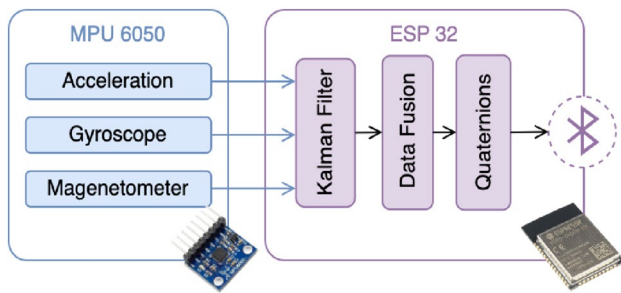 MPU 6050
ESP 32
Acceleration
Gyroscope
Magenetometer
Kalman Filter
Data Fusion
Quaternions